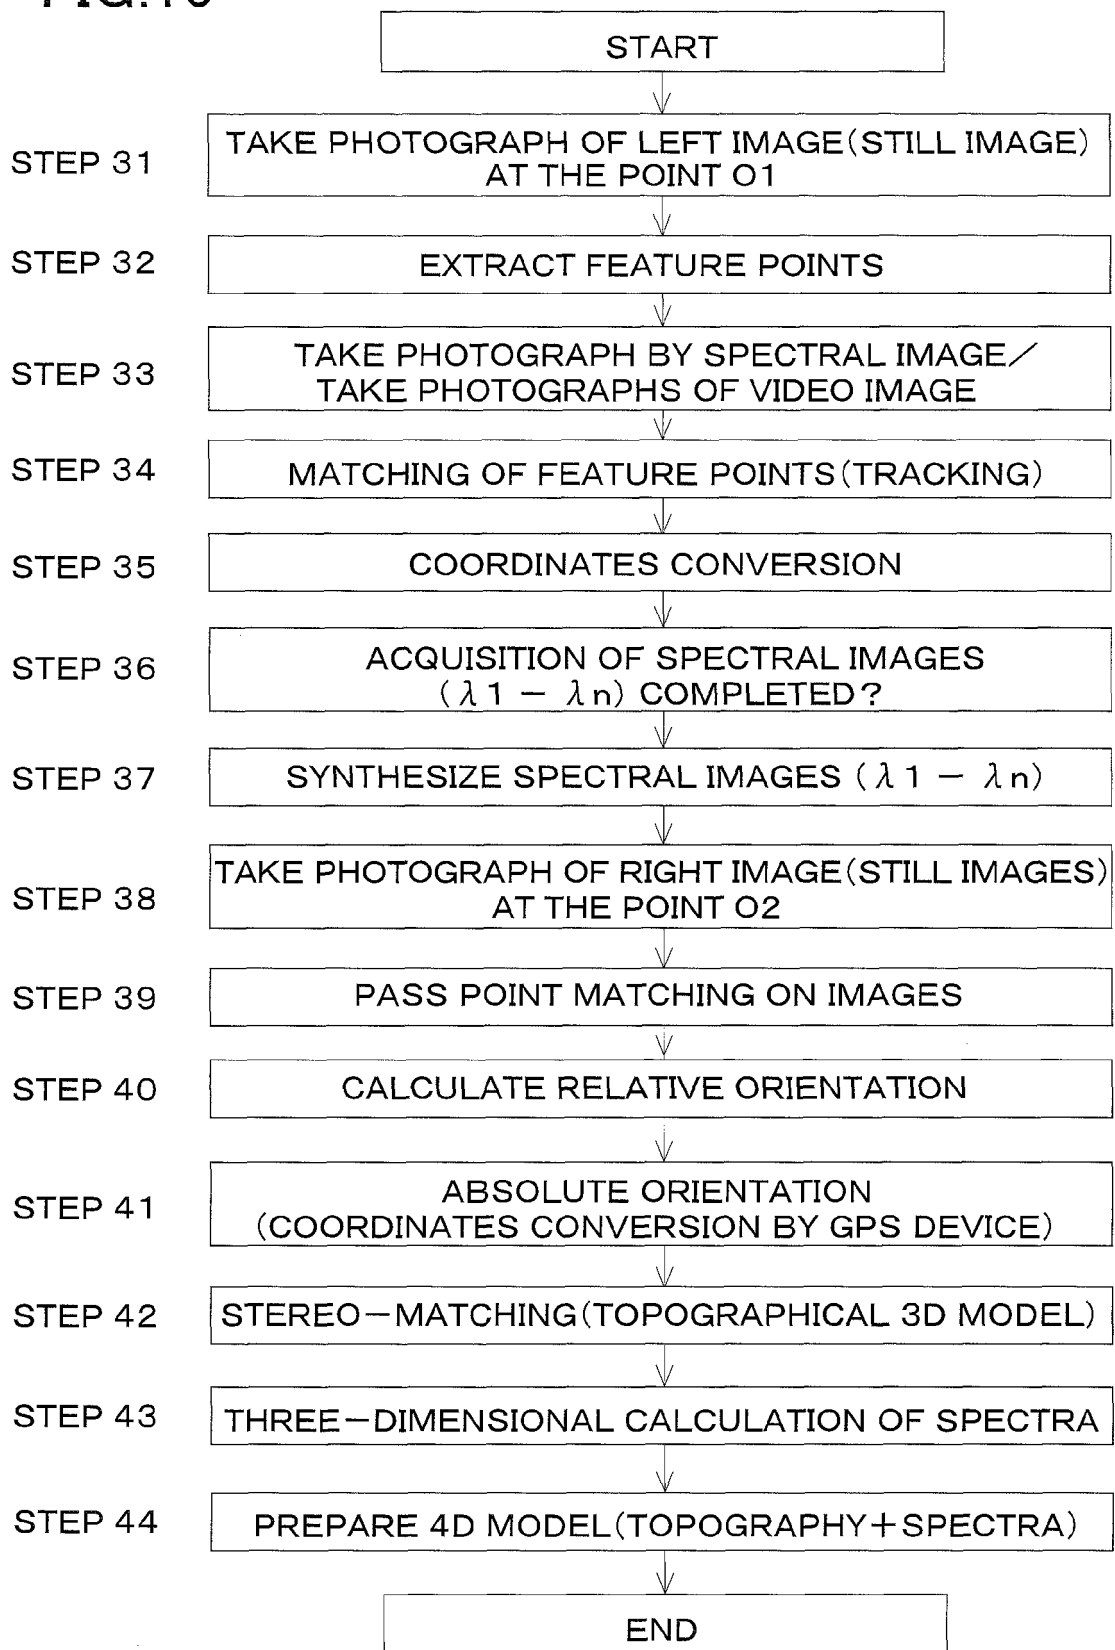 START
STEP 31
TAKE PHOTOGRAPH OF LEFT IMAGE(STILL IMAGE)
AT THE POINT O1
STEP 32
EXTRACT FEATURE POINTS
STEP 33
TAKE PHOTOGRAPH BY SPECTRAL IMAGE/
TAKE PHOTOGRAPHS OF VIDEO IMAGE
STEP 34
MATCHING OF FEATURE POINTS(TRACKING)
STEP 35
COORDINATES CONVERSION
STEP 36
ACQUISITION OF SPECTRAL IMAGES
(λ1 − λn) COMPLETED?
STEP 37
SYNTHESIZE SPECTRAL IMAGES (λ1 − λn)
STEP 38
TAKE PHOTOGRAPH OF RIGHT IMAGE(STILL IMAGES)
AT THE POINT O2
STEP 39
PASS POINT MATCHING ON IMAGES
STEP 40
CALCULATE RELATIVE ORIENTATION
STEP 41
ABSOLUTE ORIENTATION
(COORDINATES CONVERSION BY GPS DEVICE)
STEP 42
STEREO−MATCHING(TOPOGRAPHICAL 3D MODEL)
STEP 43
THREE−DIMENSIONAL CALCULATION OF SPECTRA
STEP 44
PREPARE 4D MODEL(TOPOGRAPHY+SPECTRA)
END